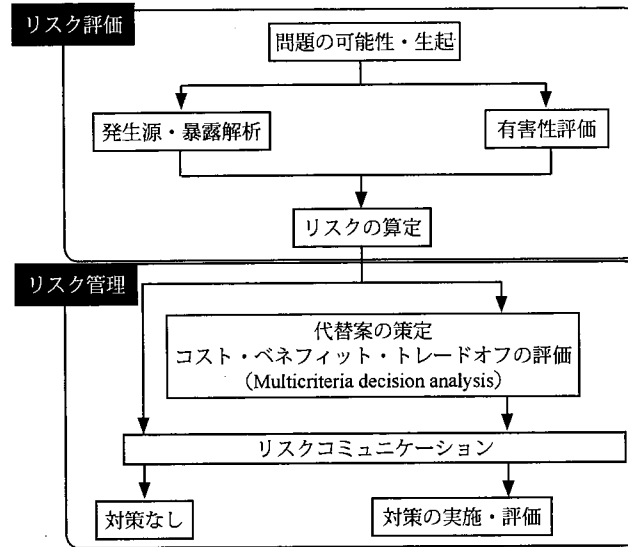 リスク評価
問題の可能性・生起
発生源・暴露解析
有害性評価
リスクの算定
リスク管理
代替案の策定
コスト・ベネフィット・トレードオフの評価
（Multicriteria decision analysis）
リスクコミュニケーション
対策なし
対策の実施・評価